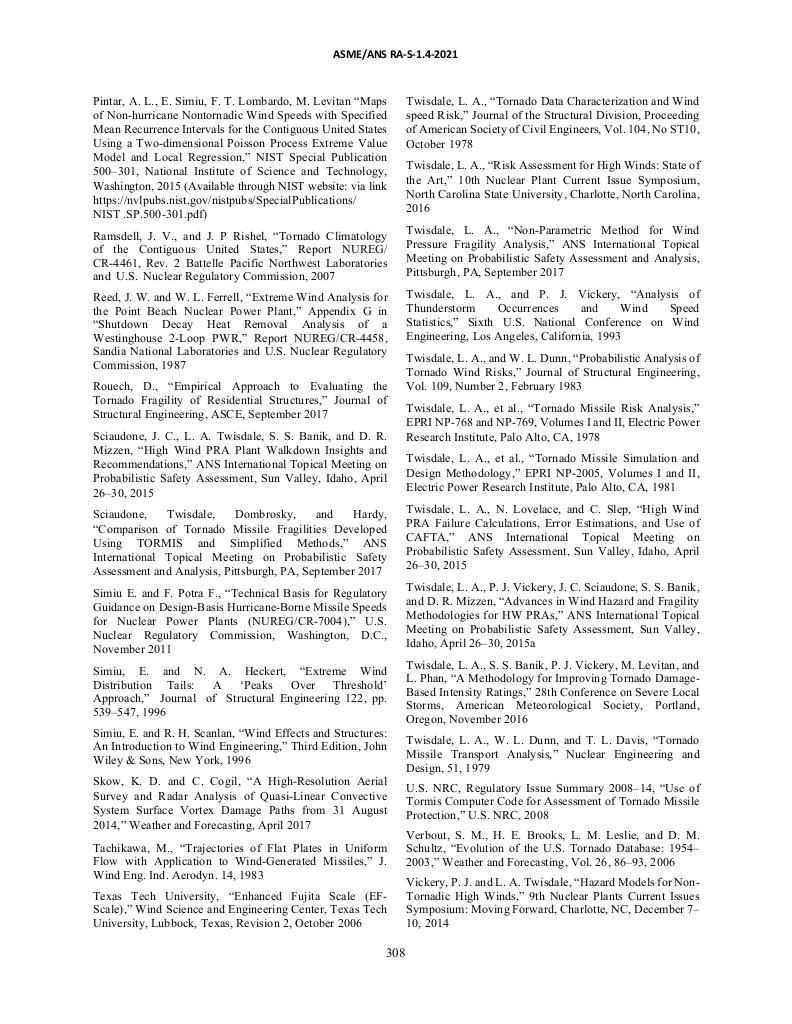 ASME/ANS RA-S-1.4-2021
Pintar, A. L., E. Simiu, F. T. Lombardo, M. Levitan “Maps
of Non-hurricane Nontornadic Wind Speeds with Specified
Mean Recurrence Intervals for the Contiguous United States
Using a Two-dimensional Poisson Process Extreme Value
Model and Local Regression,” NIST Special Publication
500–301, National Institute of Science and Technology,
Washington, 2015 (Available through NIST website: via link
https://nvlpubs.nist.gov/nistpubs/SpecialPublications/
NIST .SP.500-301.pdf)
Ramsdell, J. V., and J. P Rishel, “Tornado Climatology
of the Contiguous United States,” Report NUREG/
CR-4461, Rev. 2 Battelle Pacific Northwest Laboratories
and U.S. Nuclear Regulatory Commission, 2007
Reed, J. W. and W. L. Ferrell, “Extreme Wind Analysis for
the Point Beach Nuclear Power Plant,” Appendix G in
“Shutdown Decay Heat Removal Analysis of a
Westinghouse 2-Loop PWR,” Report NUREG/CR-4458,
Sandia National Laboratories and U.S. Nuclear Regulatory
Commission, 1987
Rouech, D., “Empirical Approach to Evaluating the
Tornado Fragility of Residential Structures,” Journal of
Structural Engineering, ASCE, September 2017
Sciaudone, J. C., L. A. Twisdale, S. S. Banik, and D. R.
Mizzen, “High Wind PRA Plant Walkdown Insights and
Recommendations,” ANS International Topical Meeting on
Probabilistic Safety Assessment, Sun Valley, Idaho, April
26–30, 2015
Sciaudone, Twisdale, Dombrosky, and Hardy,
“Comparison of Tornado Missile Fragilities Developed
Using TORMIS and Simplified Methods,” ANS
International Topical Meeting on Probabilistic Safety
Assessment and Analysis, Pittsburgh, PA, September 2017
Simiu E. and F. Potra F., “Technical Basis for Regulatory
Guidance on Design-Basis Hurricane-Borne Missile Speeds
for Nuclear Power Plants (NUREG/CR-7004),” U.S.
Nuclear Regulatory Commission, Washington, D.C.,
November 2011
Simiu, E. and N. A. Heckert, “Extreme Wind
Distribution Tails: A ‘Peaks Over Threshold’
Approach,” Journal of Structural Engineering 122, pp.
539–547, 1996
Simiu, E. and R. H. Scanlan, “Wind Effects and Structures:
An Introduction to Wind Engineering,” Third Edition, John
Wiley & Sons, New York, 1996
Skow, K. D. and C. Cogil, “A High-Resolution Aerial
Survey and Radar Analysis of Quasi-Linear Convective
System Surface Vortex Damage Paths from 31 August
2014,” Weather and Forecasting, April 2017
Tachikawa, M., “Trajectories of Flat Plates in Uniform
Flow with Application to Wind-Generated Missiles,” J.
Wind Eng. Ind. Aerodyn. 14, 1983
Texas Tech University, “Enhanced Fujita Scale (EF-
Scale),” Wind Science and Engineering Center, Texas Tech
University, Lubbock, Texas, Revision 2, October 2006
Twisdale, L. A., “Tornado Data Characterization and Wind
speed Risk,” Journal of the Structural Division, Proceeding
of American Society of Civil Engineers, Vol. 104, No ST10,
October 1978
Twisdale, L. A., “Risk Assessment for High Winds: State of
the Art,” 10th Nuclear Plant Current Issue Symposium,
North Carolina State University, Charlotte, North Carolina,
2016
Twisdale, L. A., “Non-Parametric Method for Wind
Pressure Fragility Analysis,” ANS International Topical
Meeting on Probabilistic Safety Assessment and Analysis,
Pittsburgh, PA, September 2017
Twisdale, L. A., and P. J. Vickery, “Analysis of
Thunderstorm Occurrences and Wind Speed
Statistics,” Sixth U.S. National Conference on Wind
Engineering, Los Angeles, California, 1993
Twisdale, L. A., and W. L. Dunn, “Probabilistic Analysis of
Tornado Wind Risks,” Journal of Structural Engineering,
Vol. 109, Number 2, February 1983
Twisdale, L. A., et al., “Tornado Missile Risk Analysis,”
EPRI NP-768 and NP-769, Volumes I and II, Electric Power
Research Institute, Palo Alto, CA, 1978
Twisdale, L. A., et al., “Tornado Missile Simulation and
Design Methodology,” EPRI NP-2005, Volumes I and II,
Electric Power Research Institute, Palo Alto, CA, 1981
Twisdale, L. A., N. Lovelace, and C. Slep, “High Wind
PRA Failure Calculations, Error Estimations, and Use of
CAFTA,” ANS International Topical Meeting on
Probabilistic Safety Assessment, Sun Valley, Idaho, April
26–30, 2015
Twisdale, L. A., P. J. Vickery, J. C. Sciaudone, S. S. Banik,
and D. R. Mizzen, “Advances in Wind Hazard and Fragility
Methodologies for HW PRAs,” ANS International Topical
Meeting on Probabilistic Safety Assessment, Sun Valley,
Idaho, April 26–30, 2015a
Twisdale, L. A., S. S. Banik, P. J. Vickery, M. Levitan, and
L. Phan, “A Methodology for Improving Tornado Damage-
Based Intensity Ratings,” 28th Conference on Severe Local
Storms, American Meteorological Society, Portland,
Oregon, November 2016
Twisdale, L. A., W. L. Dunn, and T. L. Davis, “Tornado
Missile Transport Analysis,” Nuclear Engineering and
Design, 51, 1979
U.S. NRC, Regulatory Issue Summary 2008–14, “Use of
Tormis Computer Code for Assessment of Tornado Missile
Protection,” U.S. NRC, 2008
Verbout, S. M., H. E. Brooks, L. M. Leslie, and D. M.
Schultz, “Evolution of the U.S. Tornado Database: 1954–
2003,” Weather and Forecasting, Vol. 26, 86–93, 2006
Vickery, P. J. and L. A. Twisdale, “Hazard Models for Non-
Tornadic High Winds,” 9th Nuclear Plants Current Issues
Symposium: Moving Forward, Charlotte, NC, December 7–
10, 2014
308